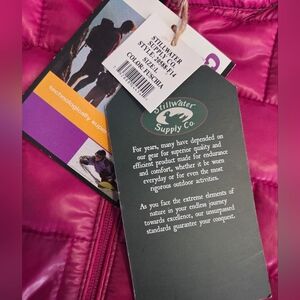 STILLWATER
SUPPLY CO.
SIZE: L
COLOR: FUSCHIA
technologically
Stillwater
Supply Co.
For years, many have depended on
our gear for superior quality and
efficient product made for endurance
and comfort, whether it be worn
everyday or for even the most
rigorous outdoor activities.
As you face the extreme elements of
nature in your endless journey
towards excellence, our unsurpassed
standards guarantee your conquest.